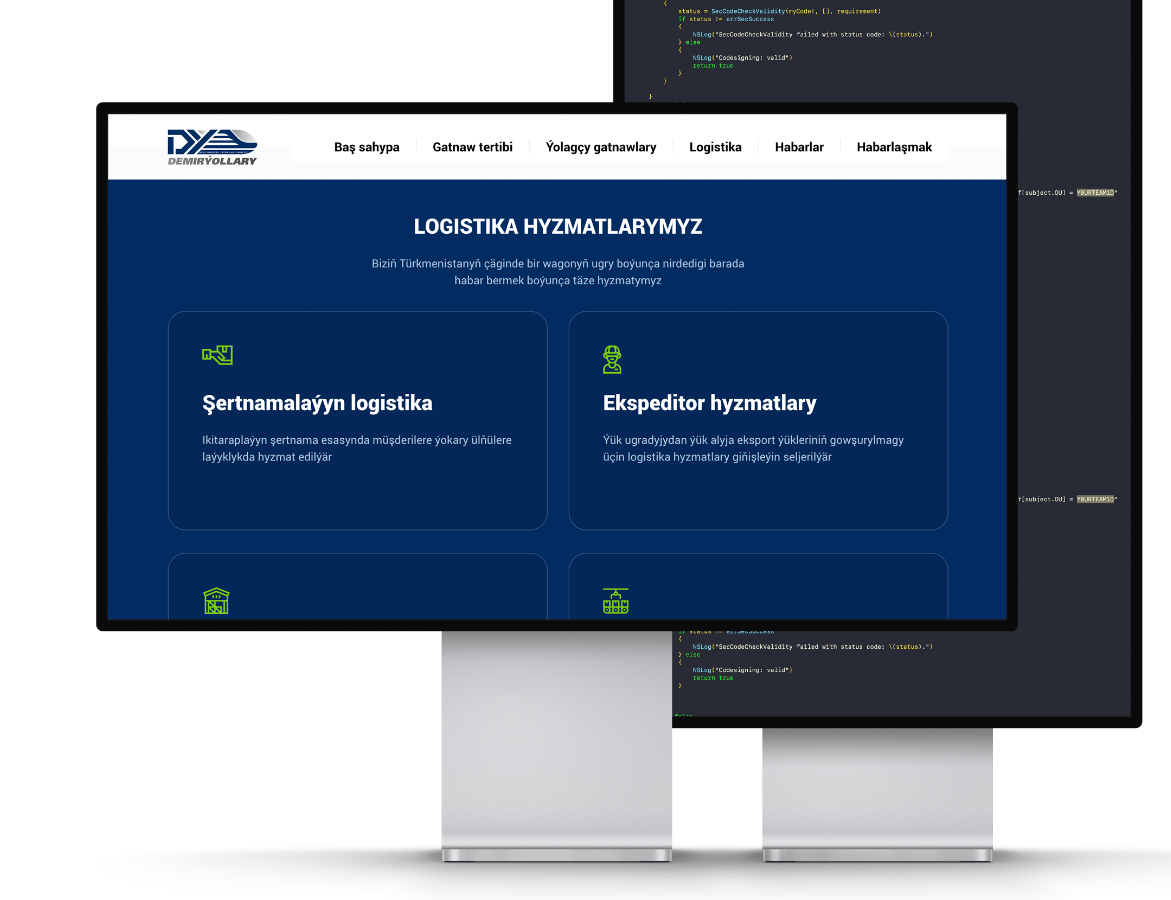 {
status = SecCodeCheckValidity(myCode!, [], requirement)
if status != errSecSuccess
{
NSLog("SecCodeCheckValidity failed with status code: \(status).")
} else
{
NSLog("Codesigning: valid")
return true
}
}
}
DYA
DEMIRÝOLLARY
Baş sahypa
Gatnaw tertibi
Ýolagçy gatnawlary
Logistika
Habarlar
Habarlaşmak
f[subject.OU] = YOURTEAMID"
LOGISTIKA HYZMATLARYMYZ
Biziň Türkmenistanyň çäginde bir wagonyň ugry boýunça nirdedigi barada
habar bermek boýunça täze hyzmatymyz
Şertnamalaýyn logistika
Ikitaraplaýyn şertnama esasynda müşderilere ýokary ülňülere
laýyklykda hyzmat edilýär
Ekspeditor hyzmatlary
Ýük ugradyjydan ýük alyja eksport ýükleriniň gowşurylmagy
üçin logistika hyzmatlary giňişleýin seljerilýär
f[subject.OU] = YOURTEAMID"
if status != errSecSuccess
{
NSLog("SecCodeCheckValidity failed with status code: \(status).")
} else
{
NSLog("Codesigning: valid")
return true
}